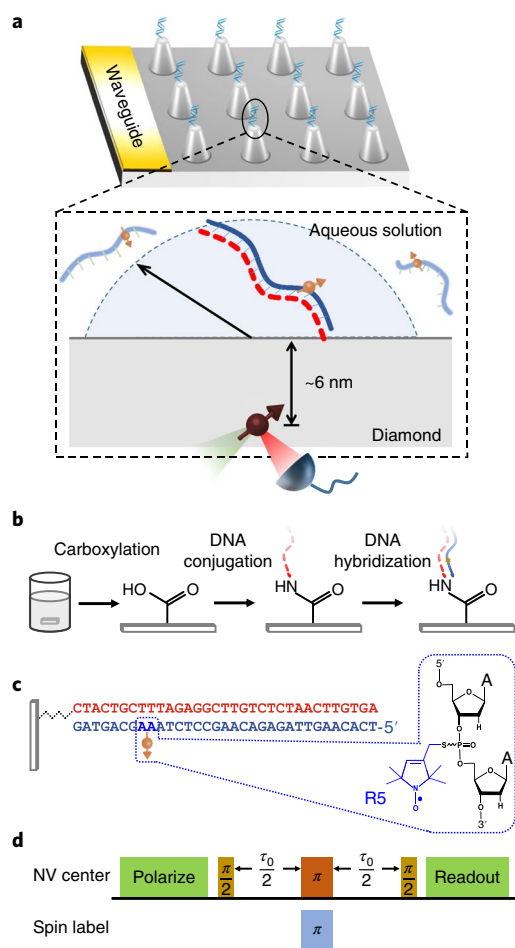 a
Waveguide
Aqueous solution
~6 nm
Diamond
b
Carboxylation
DNA
conjugation
DNA
hybridization
HO
O
HN
O
HN
O
c
CTACTGCTTTAGAGGCTTGTCTCTAACTTGTGA
GATGACGAAATCTCCGAACAGAGATTGAACACT-5′
5′
O
A
O
H
O
S P O
O
A
O
H
O
3′
N
O
R5
d
NV center
Polarize
π/2
τ0/2
π
τ0/2
π/2
Readout
Spin label
π